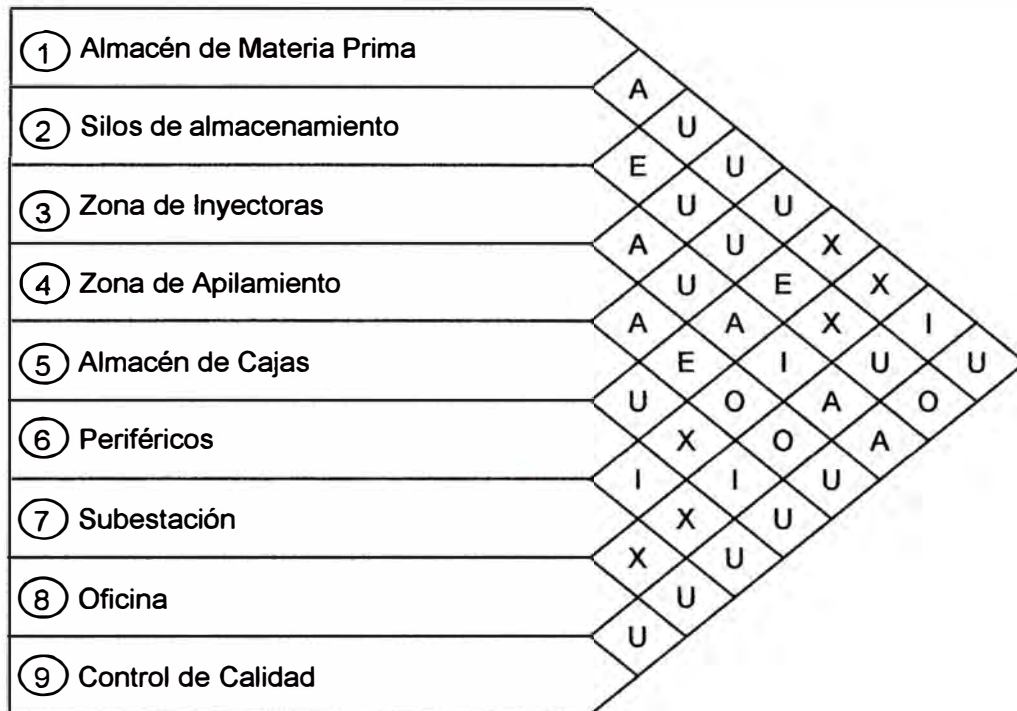 1 Almacén de Materia Prima
A
2 Silos de almacenamiento U
E U
3 Zona de Inyectoras U U
A U X
4 Zona de Apilamiento U E X
A A X I
5 Almacén de Cajas E I U U
U O A O
6 Periféricos X O A
I I U
7 Subestación X U
X U
8 Oficina U
U
9 Control de Calidad